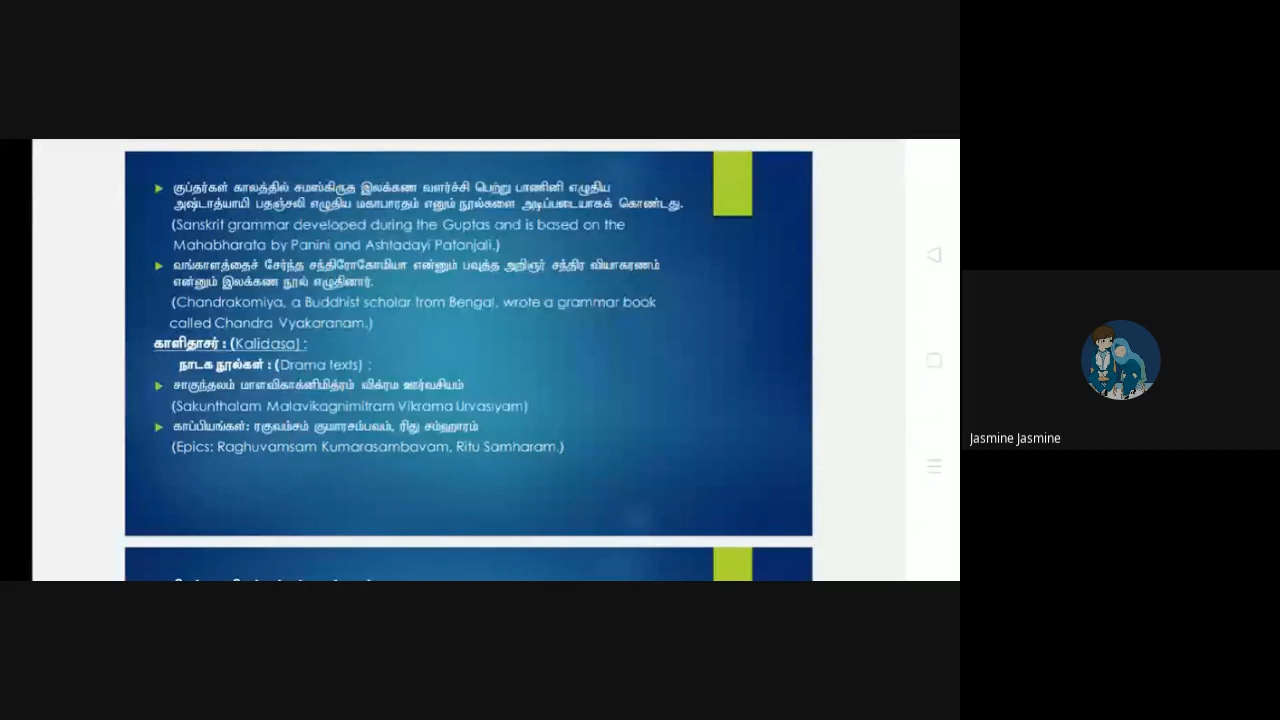 குப்தர்கள் காலத்தில் சமஸ்கிருத இலக்கண வளர்ச்சி பெற்று பாணினி எழுதிய
அஷ்டாத்யாயி பதஞ்சலி எழுதிய மகாபாரதம் எனும் நூல்களை அடிப்படையாகக் கொண்டது.
(Sanskrit grammar developed during the Guptas and is based on the
Mahabharata by Panini and Ashtadayi Patanjali.)
வங்காளத்தைச் சேர்ந்த சந்திரோகோமியா என்னும் பவுத்த அறிஞர் சந்திர வியாகரணம்
என்னும் இலக்கண நூல் எழுதினார்.
(Chandrakomiya, a Buddhist scholar from Bengal, wrote a grammar book
called Chandra Vyakaranam.)
காளிதாசர் : (Kalidasa) :
நாடக நூல்கள் : (Drama texts) :
சாகுந்தலம் மாளவிகாக்னிமித்ரம் விக்ரம ஊர்வசியம்
(Sakunthalam Malavikagnimitram Vikrama Urvasiyam)
காப்பியங்கள்: ரகுவம்சம் குமாரசம்பவம், ரிது சம்ஹாரம்
(Epics: Raghuvamsam Kumarasambavam, Ritu Samharam.)
Jasmine Jasmine